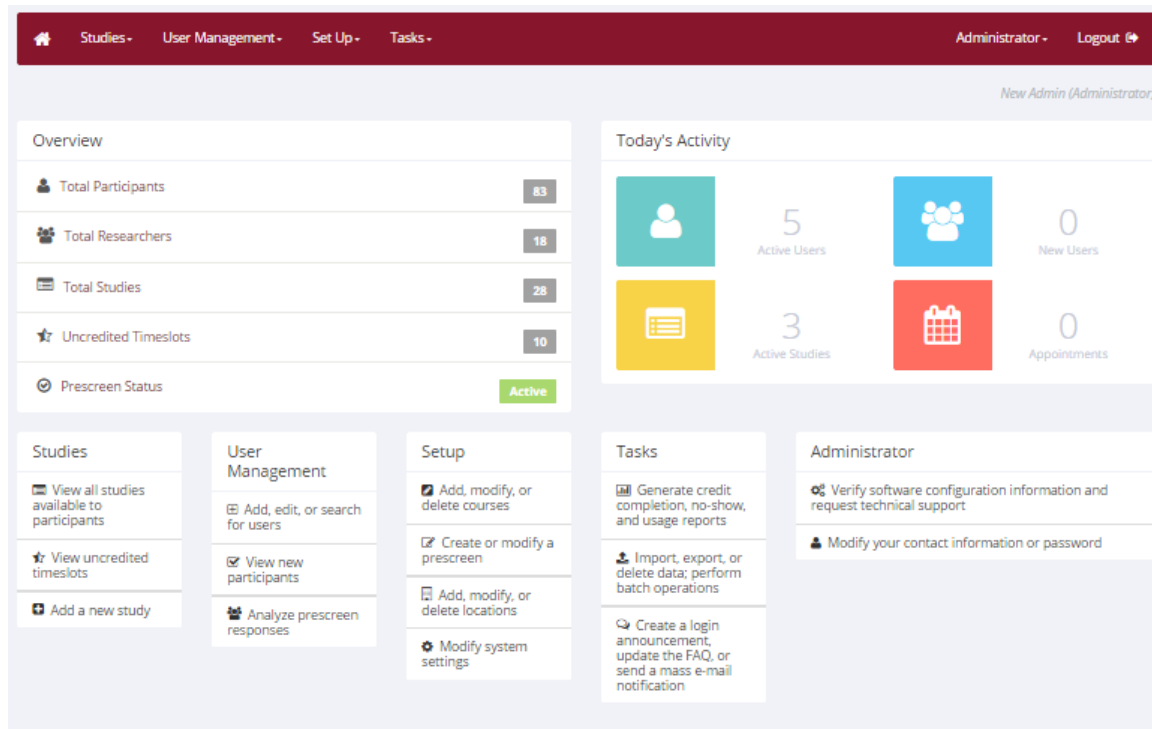 Studies User Management Set Up Tasks Administrator Logout
New Admin (Administrator)
Overview
Total Participants 83
Total Researchers 18
Total Studies 28
Uncredited Timeslots 10
Prescreen Status Active
Today's Activity
5
Active Users
0
New Users
3
Active Studies
0
Appointments
Studies
View all studies
available to
participants
View uncredited
timeslots
Add a new study
User
Management
Add, edit, or search
for users
View new
participants
Analyze prescreen
responses
Setup
Add, modify, or
delete courses
Create or modify a
prescreen
Add, modify, or
delete locations
Modify system
settings
Tasks
Generate credit
completion, no-show,
and usage reports
Import, export, or
delete data; perform
batch operations
Create a login
announcement,
update the FAQ, or
send a mass e-mail
notification
Administrator
Verify software configuration information and
request technical support
Modify your contact information or password